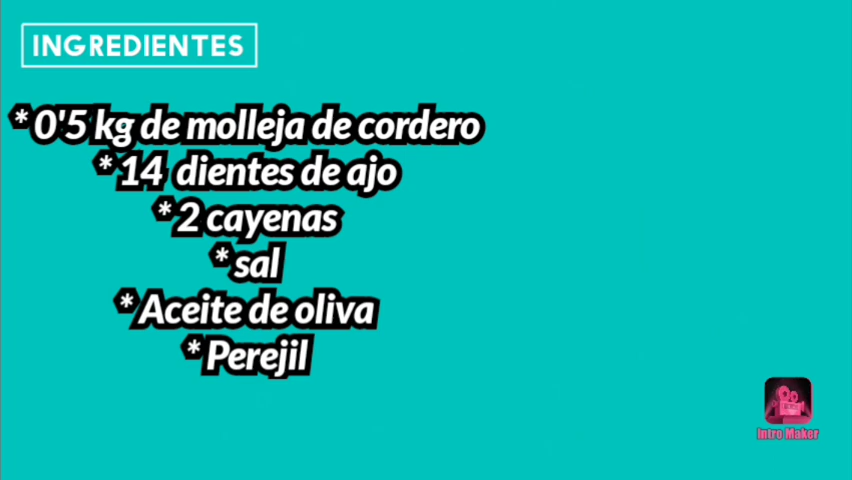 INGREDIENTES
* 0'5 kg de molleja de cordero
* 14 dientes de ajo
* 2 cayenas
* sal
* Aceite de oliva
* Perejil
Intro Maker